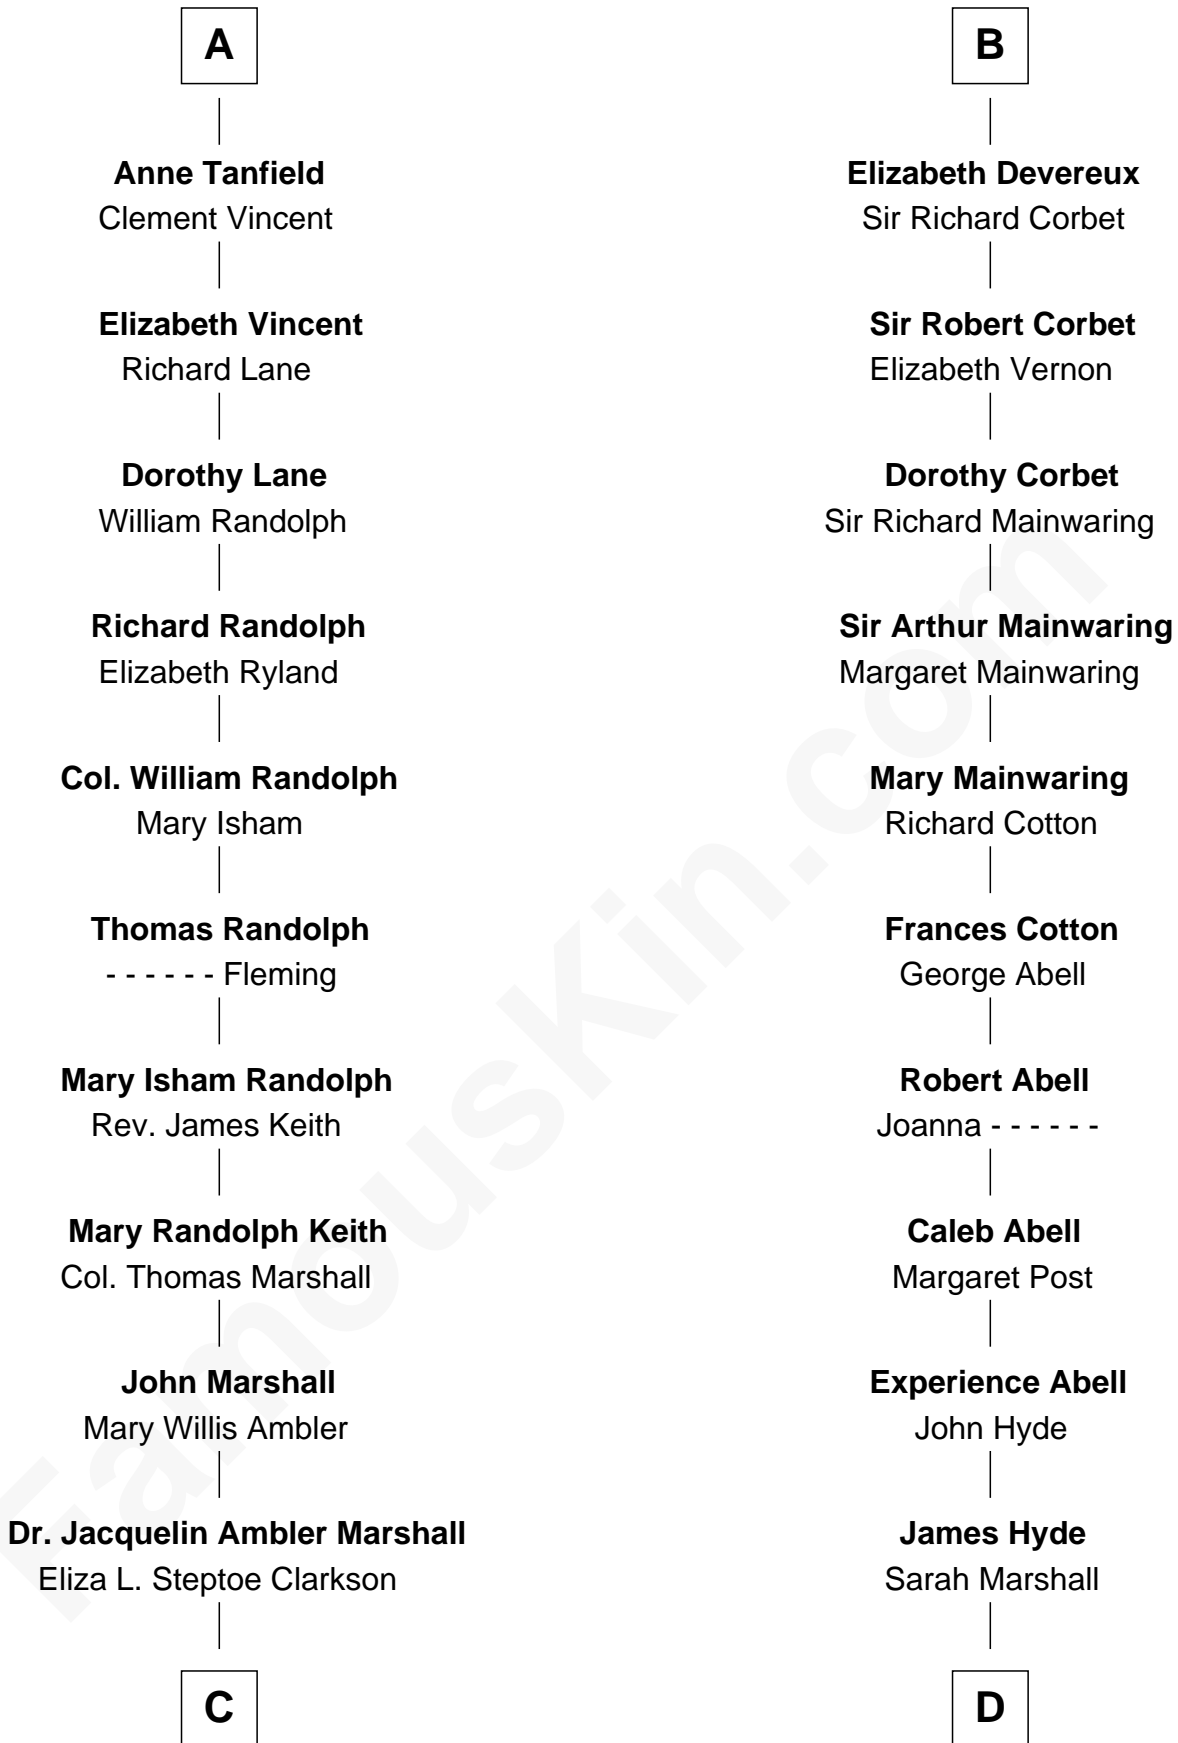 A
Anne Tanfield
Clement Vincent
Elizabeth Vincent
Richard Lane
Dorothy Lane
William Randolph
Richard Randolph
Elizabeth Ryland
Col. William Randolph
Mary Isham
Thomas Randolph
- - - - - - Fleming
Mary Isham Randolph
Rev. James Keith
Mary Randolph Keith
Col. Thomas Marshall
John Marshall
Mary Willis Ambler
Dr. Jacquelin Ambler Marshall
Eliza L. Steptoe Clarkson
C
B
Elizabeth Devereux
Sir Richard Corbet
Sir Robert Corbet
Elizabeth Vernon
Dorothy Corbet
Sir Richard Mainwaring
Sir Arthur Mainwaring
Margaret Mainwaring
Mary Mainwaring
Richard Cotton
Frances Cotton
George Abell
Robert Abell
Joanna - - - - - -
Caleb Abell
Margaret Post
Experience Abell
John Hyde
James Hyde
Sarah Marshall
D
FamousKin.com